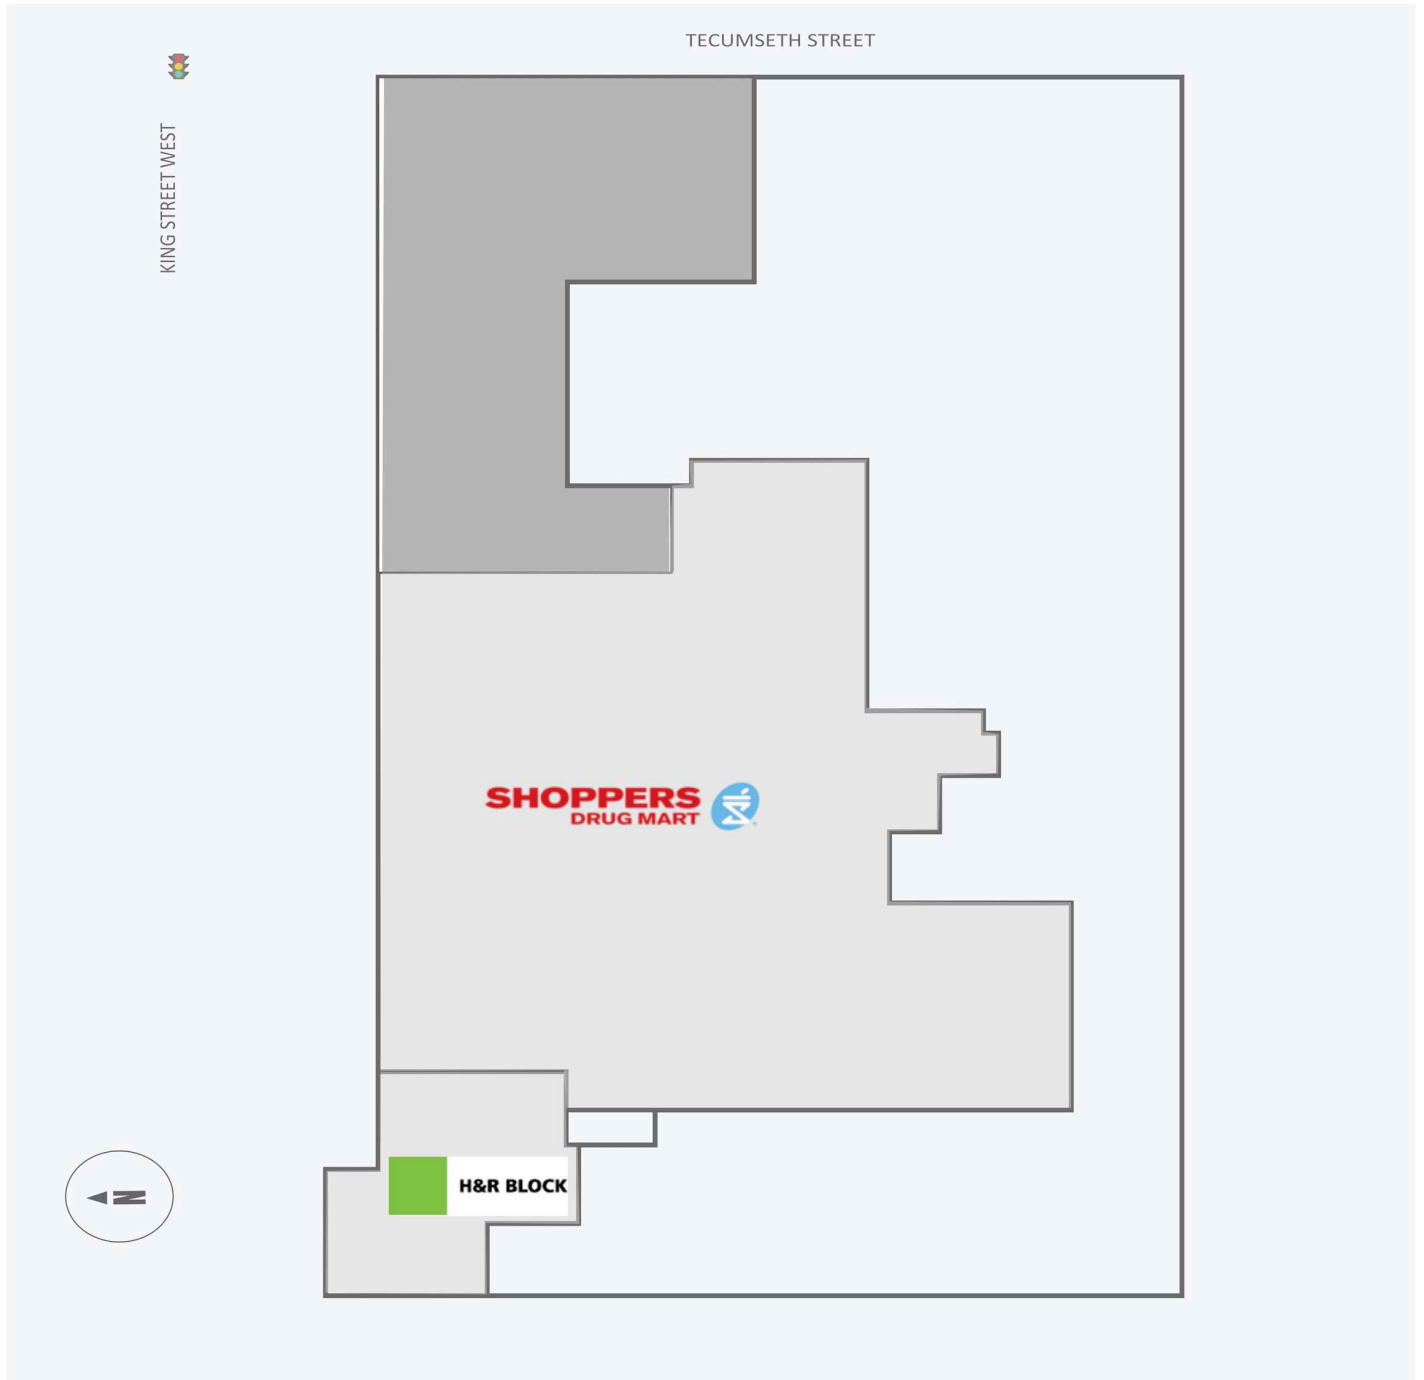 TECUMSETH STREET
KING STREET WEST
SHOPPERS
DRUG MART
H&R BLOCK
N